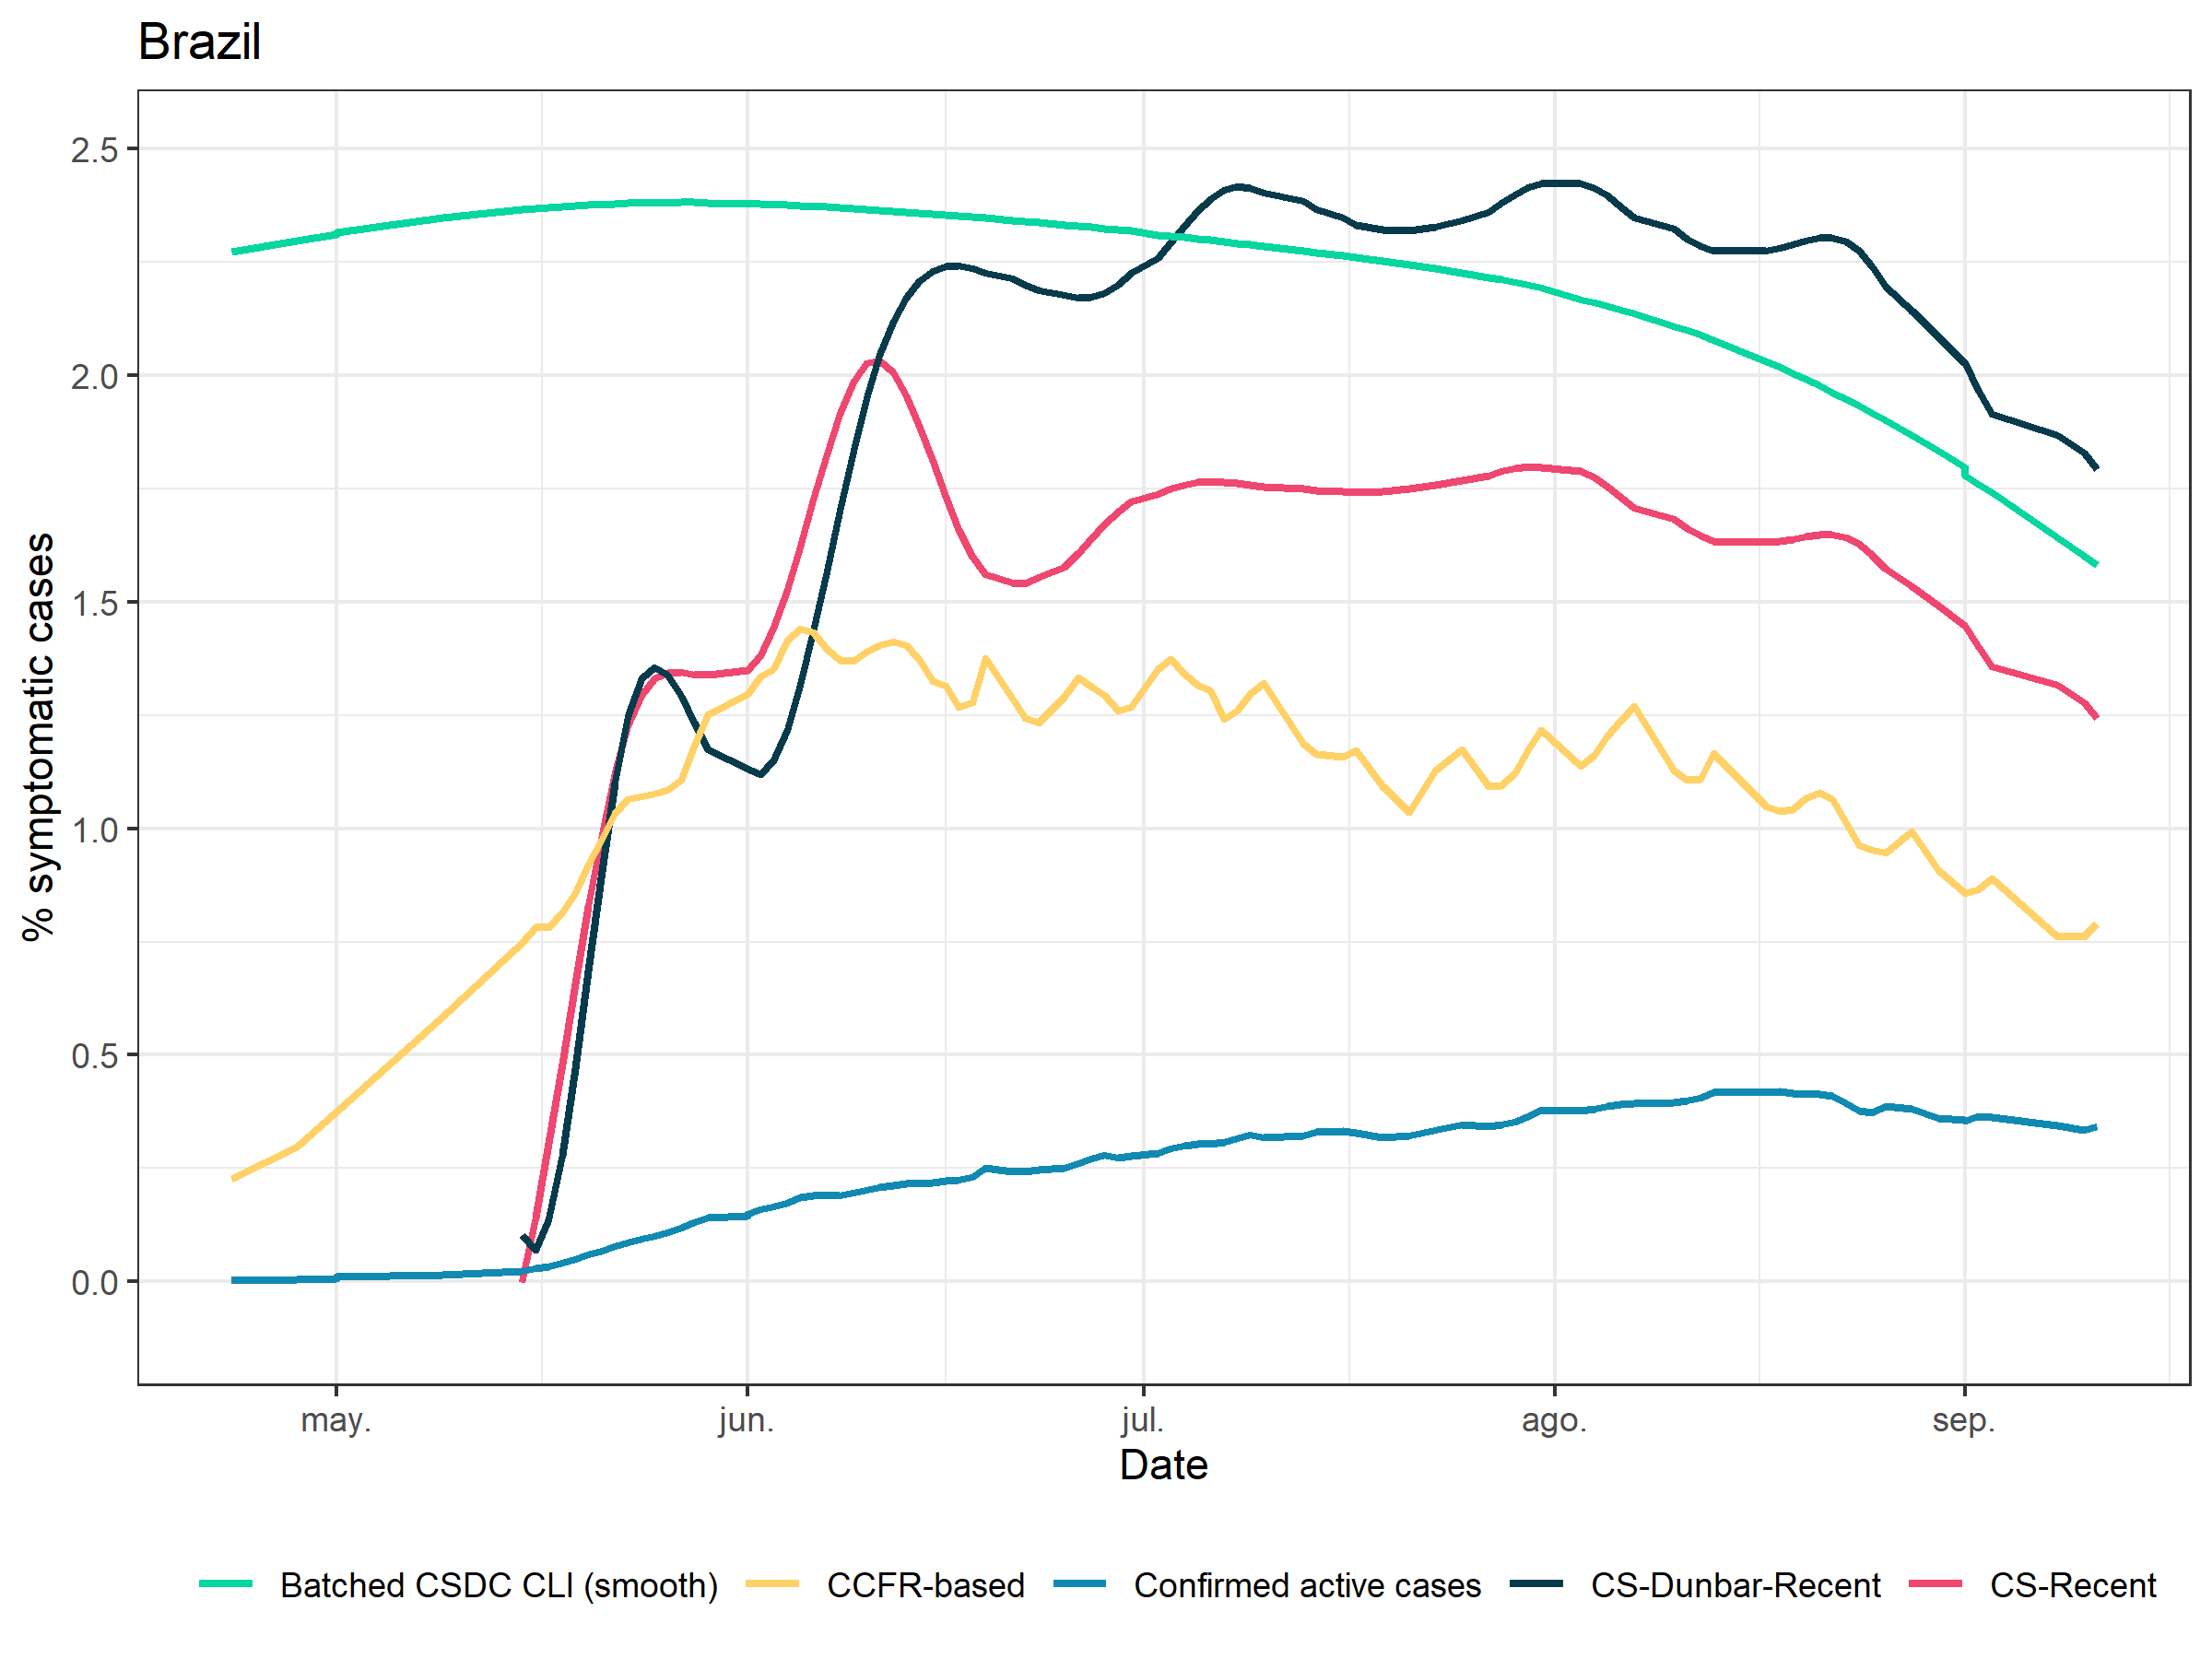 Brazil
% symptomatic cases
2.5
2.0
1.5
1.0
0.5
0.0
may. jun. jul. ago. sep.
Date
Batched CSDC CLI (smooth) CCFR-based Confirmed active cases CS-Dunbar-Recent CS-Recent